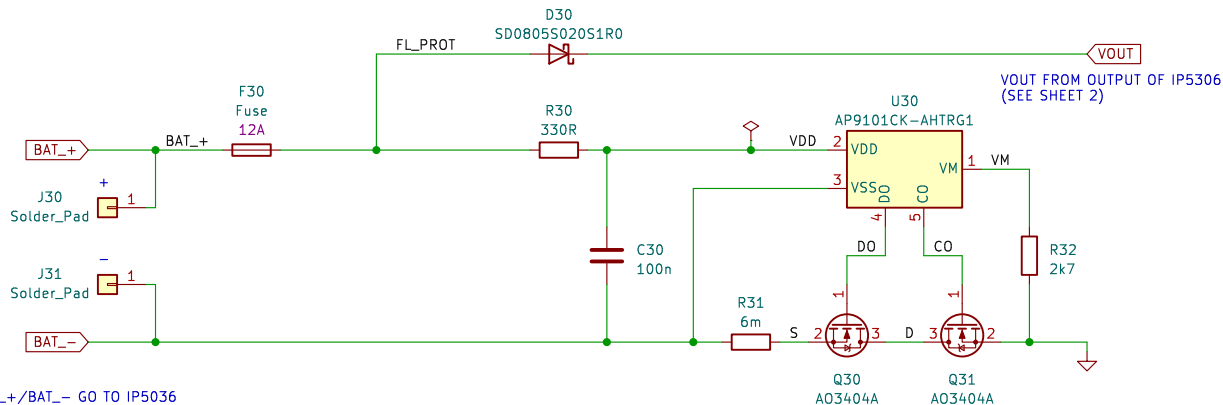 D30
SD0805S020S1R0
FL_PROT
VOUT
VOUT FROM OUTPUT OF IP5306
(SEE SHEET 2)
F30
Fuse
12A
R30
330R
U30
AP9101CK-AHTRG1
BAT_+
BAT_+
VDD
2
VDD
3
VSS
VM
1
VM
DO
CO
4
5
+
J30
Solder_Pad
1
DO
CO
R32
2k7
C30
100n
-
J31
Solder_Pad
1
1
1
R31
6m
BAT_-
S
2
3
D
3
2
Q30
AO3404A
Q31
AO3404A
_+/BAT_- GO TO IP5036